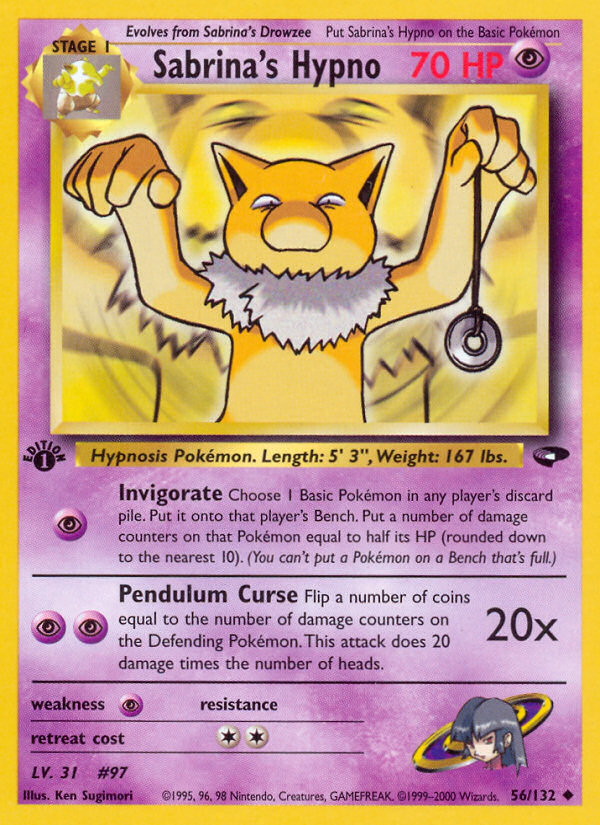 Evolves from Sabrina's Drowzee Put Sabrina's Hypno on the Basic Pokémon
STAGE 1
Sabrina's Hypno 70 HP
EDITION
1
Hypnosis Pokémon. Length: 5' 3", Weight: 167 lbs.
Invigorate Choose 1 Basic Pokémon in any player's discard
pile. Put it onto that player's Bench. Put a number of damage
counters on that Pokémon equal to half its HP (rounded down
to the nearest 10). (You can't put a Pokémon on a Bench that's full.)
Pendulum Curse Flip a number of coins
equal to the number of damage counters on
the Defending Pokémon. This attack does 20
damage times the number of heads.
20x
weakness resistance
retreat cost
LV. 31 #97
Illus. Ken Sugimori ©1995, 96, 98 Nintendo, Creatures, GAMEFREAK. ©1999-2000 Wizards. 56/132